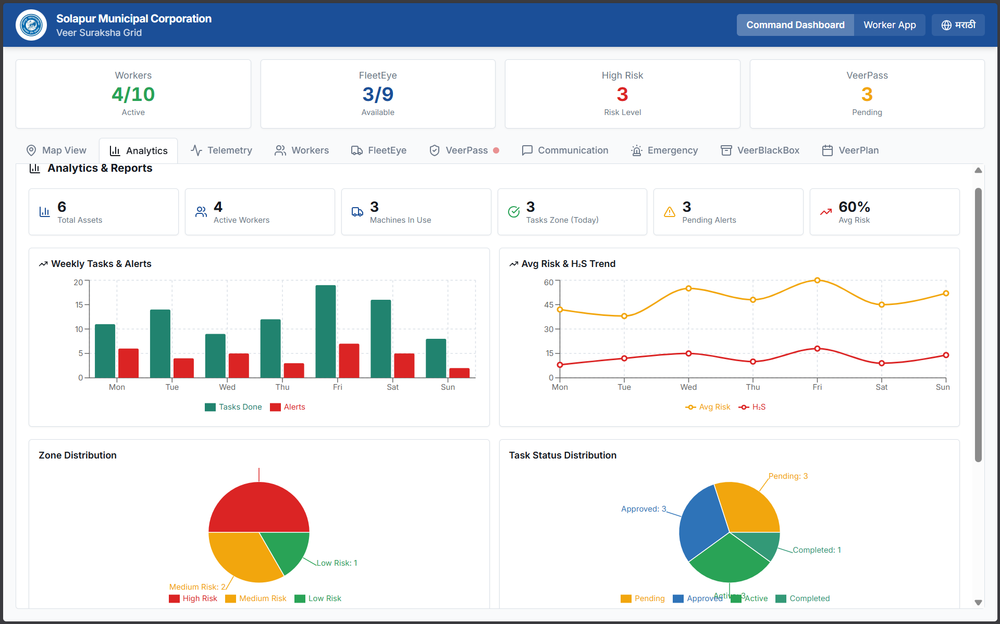 Solapur Municipal Corporation
Veer Suraksha Grid
Command Dashboard
Worker App
मराठी
Workers
4/10
Active
FleetEye
3/9
Available
High Risk
3
Risk Level
VeerPass
3
Pending
Map View
Analytics
Telemetry
Workers
FleetEye
VeerPass
Communication
Emergency
VeerBlackBox
VeerPlan
Analytics & Reports
6
Total Assets
4
Active Workers
3
Machines In Use
3
Tasks Zone (Today)
3
Pending Alerts
60%
Avg Risk
Weekly Tasks & Alerts
20
15
10
5
0
Mon Tue Wed Thu Fri Sat Sun
Tasks Done Alerts
Avg Risk & H₂S Trend
60
45
30
15
0
Mon Tue Wed Thu Fri Sat Sun
Avg Risk H₂S
Zone Distribution
Low Risk: 1
Medium Risk: 2
High Risk Medium Risk Low Risk
Task Status Distribution
Pending: 3
Approved: 3
Completed: 1
Active: 3
Pending Approved Active Completed